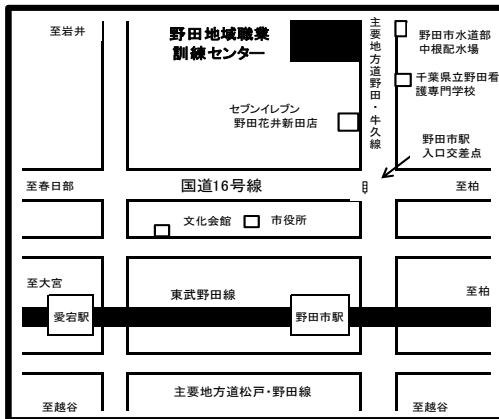 至岩井
野田地域職業
訓練センター
主要地方道野田・牛久線
野田市水道部
中根配水場
千葉県立野田看
護専門学校
セブンイレブン
野田花井新田店
野田市駅
入口交差点
至春日部
国道16号線
至柏
文化会館
市役所
至大宮
東武野田線
至柏
愛宕駅
野田市駅
主要地方道松戸・野田線
至越谷
至越谷